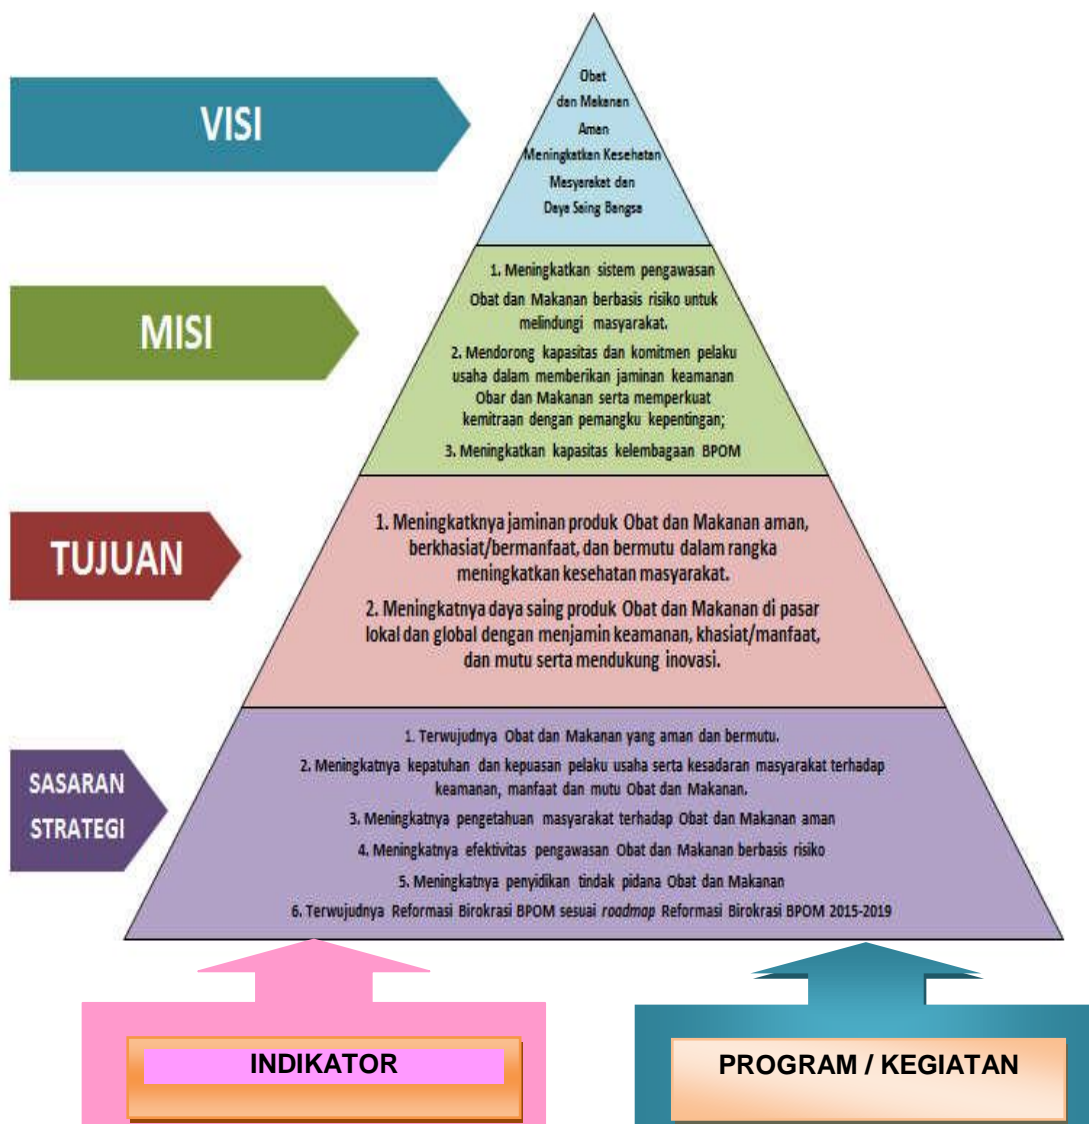 VISI
Obat
dan Makanan
Aman
Meningkatkan Kesehatan
Masyarakat dan
Daya Saing Bangsa
MISI
1. Meningkatkan sistem pengawasan
Obat dan Makanan berbasis risiko untuk
melindungi masyarakat.
2. Mendorong kapasitas dan komitmen pelaku
usaha dalam memberikan jaminan keamanan
Obar dan Makanan serta memperkuat
kemitraan dengan pemangku kepentingan;
3. Meningkatkan kapasitas kelembagaan BPOM
TUJUAN
1. Meningkatknya jaminan produk Obat dan Makanan aman,
berkhasiat/bermanfaat, dan bermutu dalam rangka
meningkatkan kesehatan masyarakat.
2. Meningkatnya daya saing produk Obat dan Makanan di pasar
lokal dan global dengan menjamin keamanan, khasiat/manfaat,
dan mutu serta mendukung inovasi.
SASARAN
STRATEGI
1. Terwujudnya Obat dan Makanan yang aman dan bermutu.
2. Meningkatnya kepatuhan dan kepuasan pelaku usaha serta kesadaran masyarakat terhadap
keamanan, manfaat dan mutu Obat dan Makanan.
3. Meningkatnya pengetahuan masyarakat terhadap Obat dan Makanan aman
4. Meningkatnya efektivitas pengawasan Obat dan Makanan berbasis risiko
5. Meningkatnya penyidikan tindak pidana Obat dan Makanan
6. Terwujudnya Reformasi Birokrasi BPOM sesuai roadmap Reformasi Birokrasi BPOM 2015-2019
INDIKATOR
PROGRAM / KEGIATAN